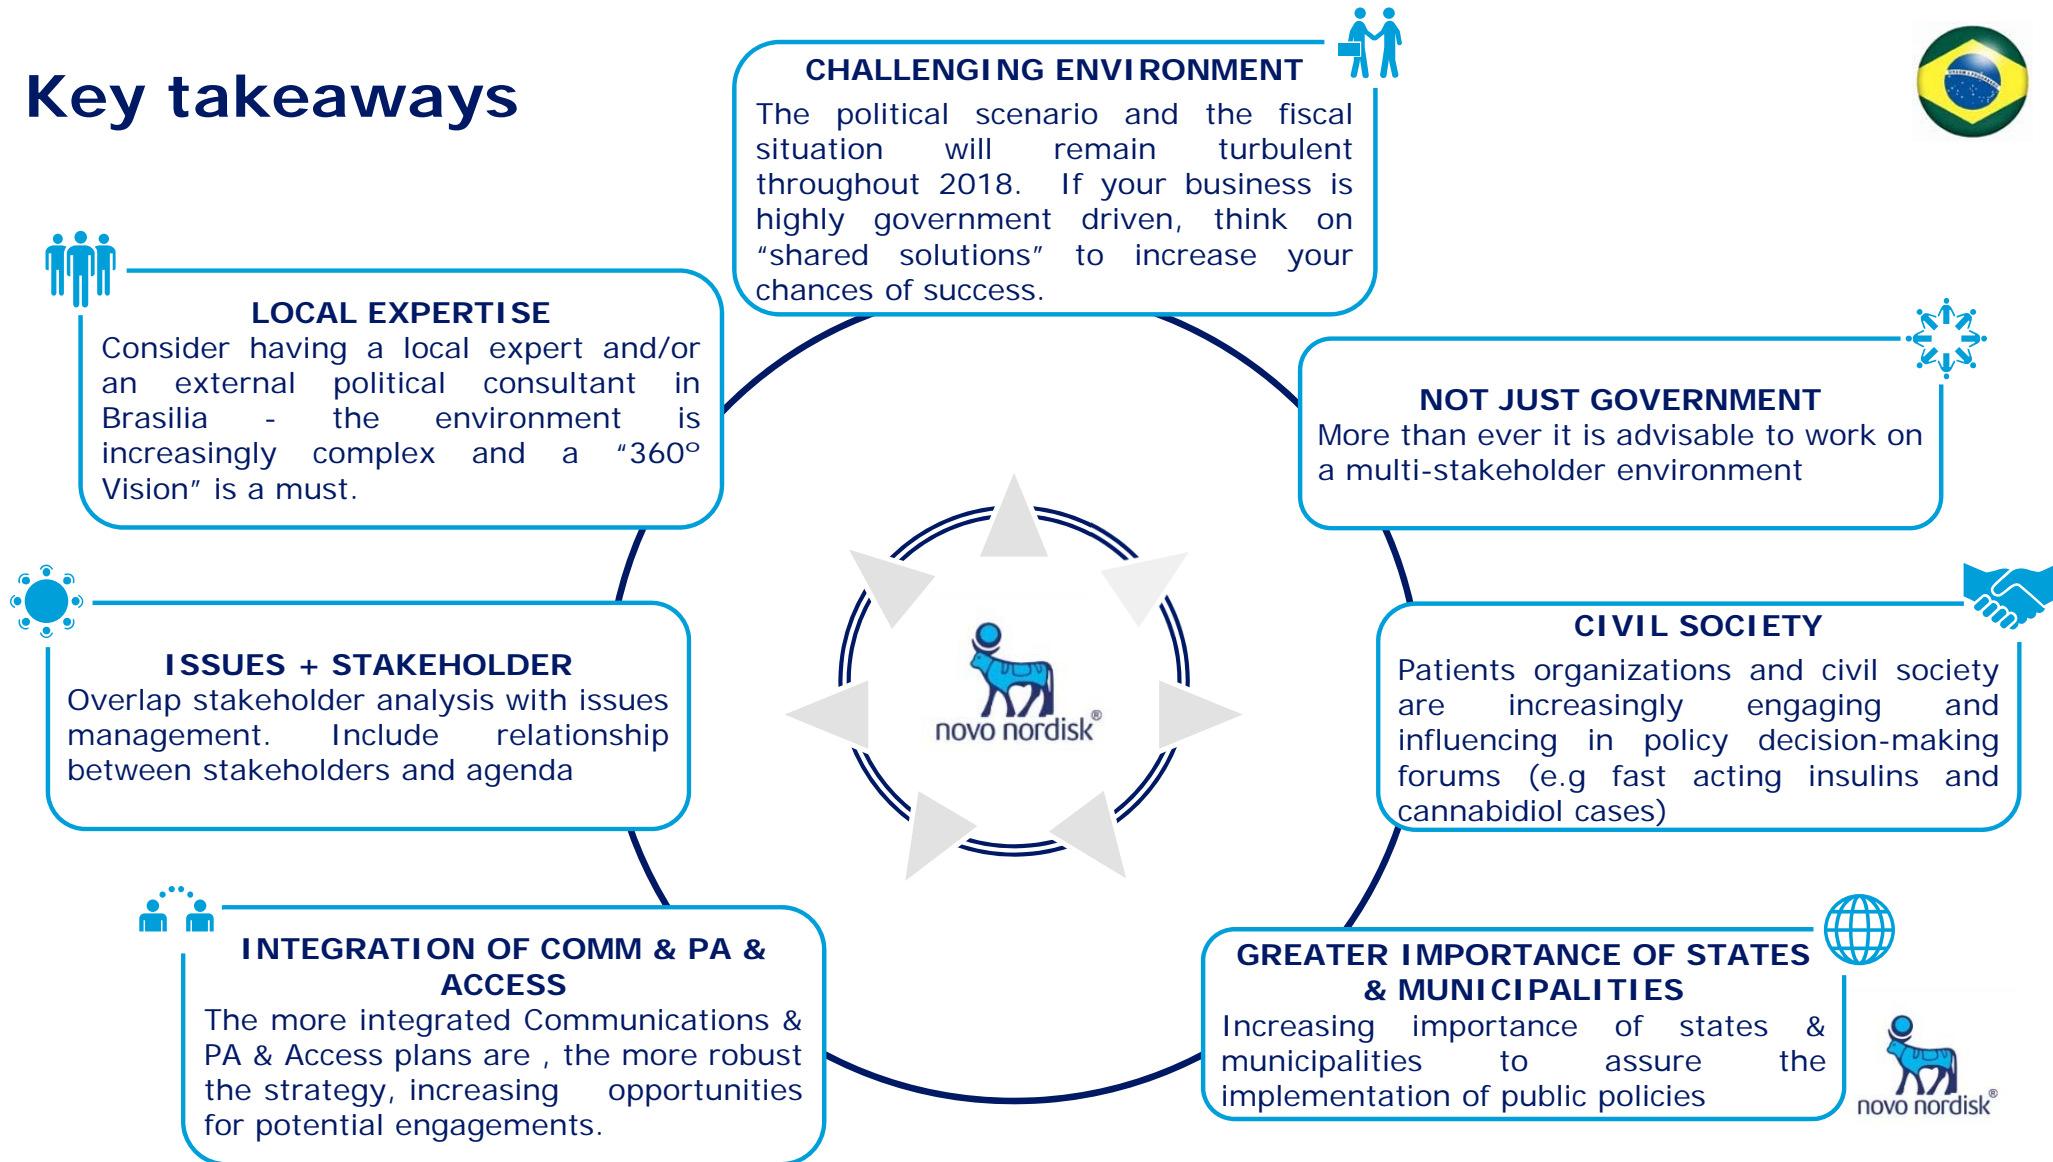 Key takeaways
CHALLENGING ENVIRONMENT
The political scenario and the fiscal
situation will remain turbulent
throughout 2018. If your business is
highly government driven, think on
“shared solutions” to increase your
chances of success.
LOCAL EXPERTISE
Consider having a local expert and/or
an external political consultant in
Brasilia - the environment is
increasingly complex and a “360º
Vision” is a must.
NOT JUST GOVERNMENT
More than ever it is advisable to work on
a multi-stakeholder environment
ISSUES + STAKEHOLDER
Overlap stakeholder analysis with issues
management. Include relationship
between stakeholders and agenda
novo nordisk®
CIVIL SOCIETY
Patients organizations and civil society
are increasingly engaging and
influencing in policy decision-making
forums (e.g fast acting insulins and
cannabidiol cases)
INTEGRATION OF COMM & PA &
ACCESS
The more integrated Communications &
PA & Access plans are , the more robust
the strategy, increasing opportunities
for potential engagements.
GREATER IMPORTANCE OF STATES
& MUNICIPALITIES
Increasing importance of states &
municipalities to assure the
implementation of public policies
novo nordisk®